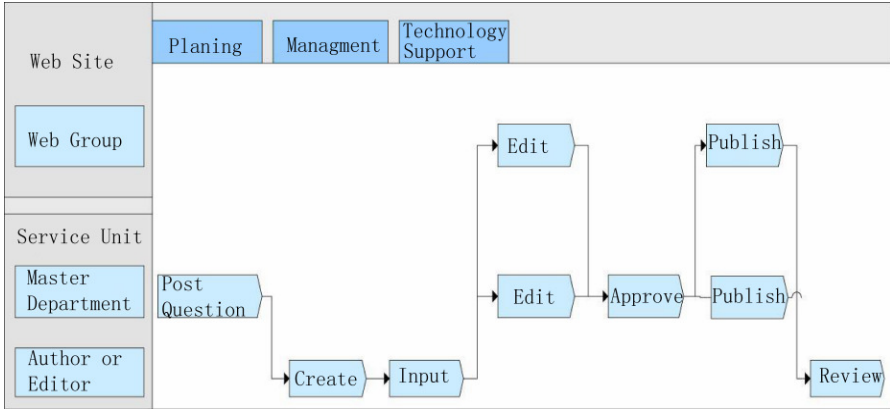 Planing
Managment
Technology
Support
Web Site
Web Group
Edit
Publish
Service Unit
Master
Department
Post
Question
Edit
Approve
Publish
Author or
Editor
Create
Input
Review